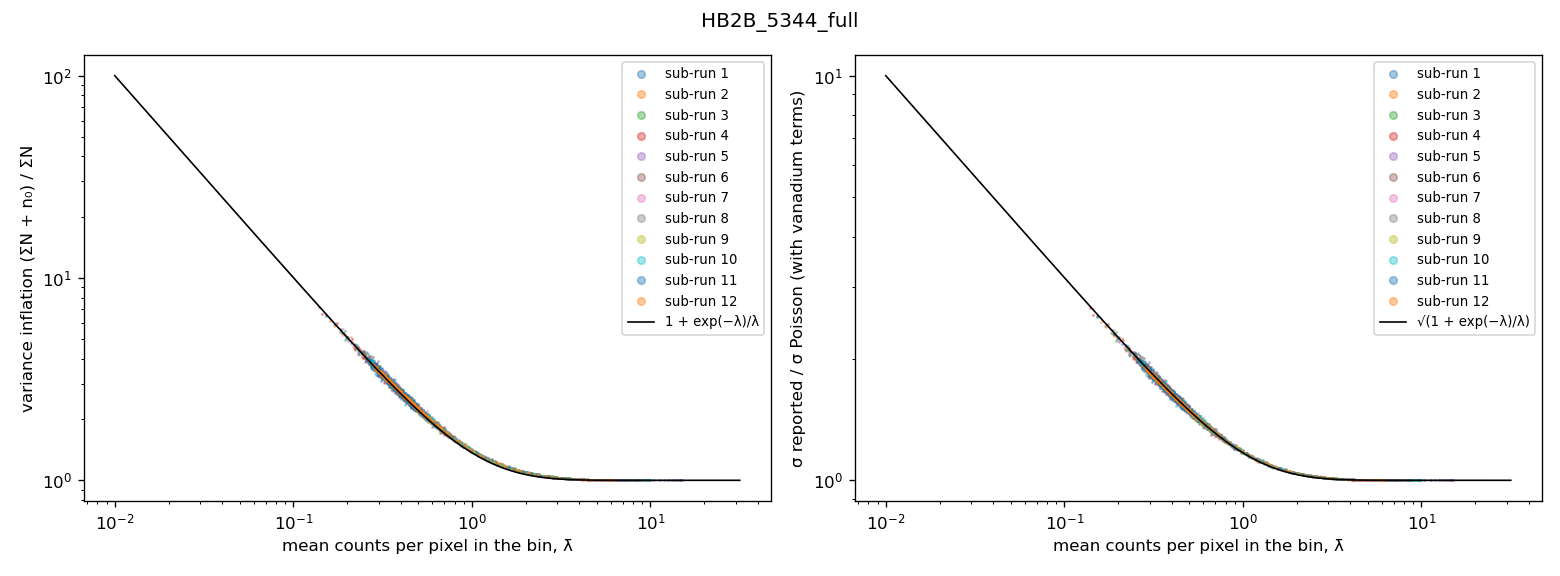 HB2B_5344_full
variance inflation (ΣN + n₀) / ΣN
10²
10¹
10⁰
sub-run 1
sub-run 2
sub-run 3
sub-run 4
sub-run 5
sub-run 6
sub-run 7
sub-run 8
sub-run 9
sub-run 10
sub-run 11
sub-run 12
1 + exp(−λ)/λ
10⁻²
10⁻¹
10⁰
10¹
mean counts per pixel in the bin, λ̄
σ reported / σ Poisson (with vanadium terms)
10¹
10⁰
sub-run 1
sub-run 2
sub-run 3
sub-run 4
sub-run 5
sub-run 6
sub-run 7
sub-run 8
sub-run 9
sub-run 10
sub-run 11
sub-run 12
√(1 + exp(−λ)/λ)
10⁻²
10⁻¹
10⁰
10¹
mean counts per pixel in the bin, λ̄